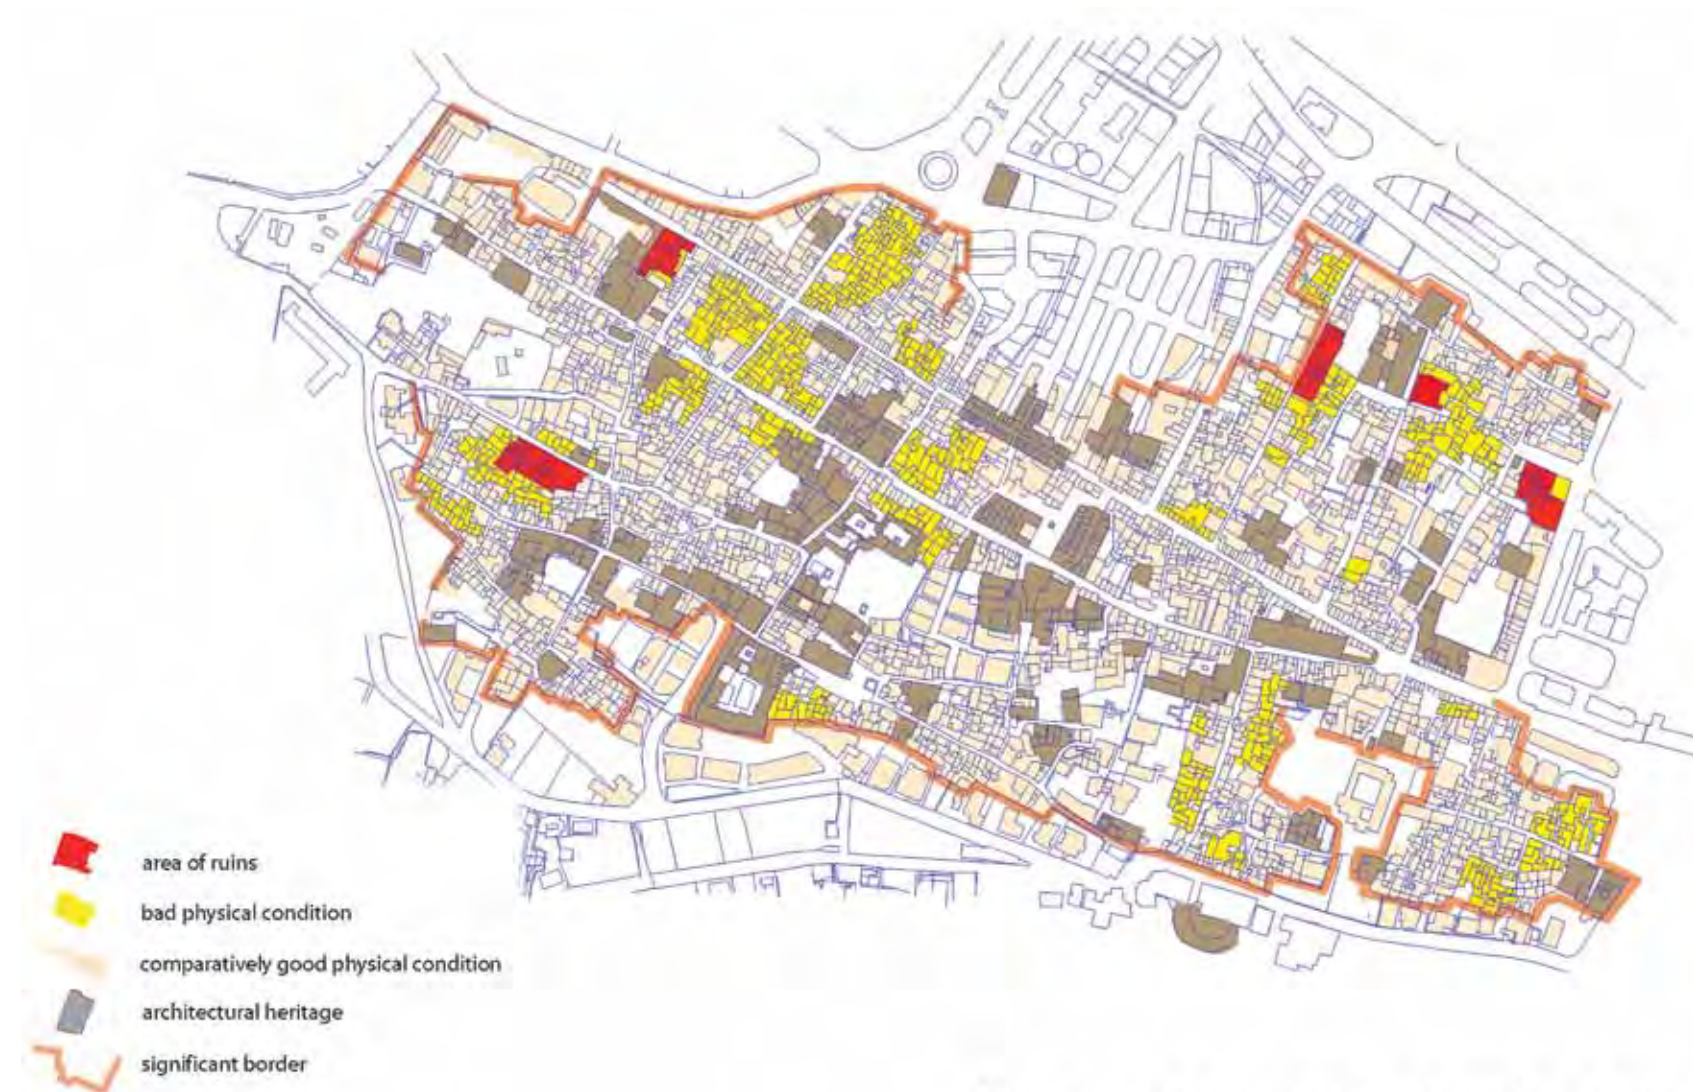 area of ruins
bad physical condition
comparatively good physical condition
architectural heritage
significant border